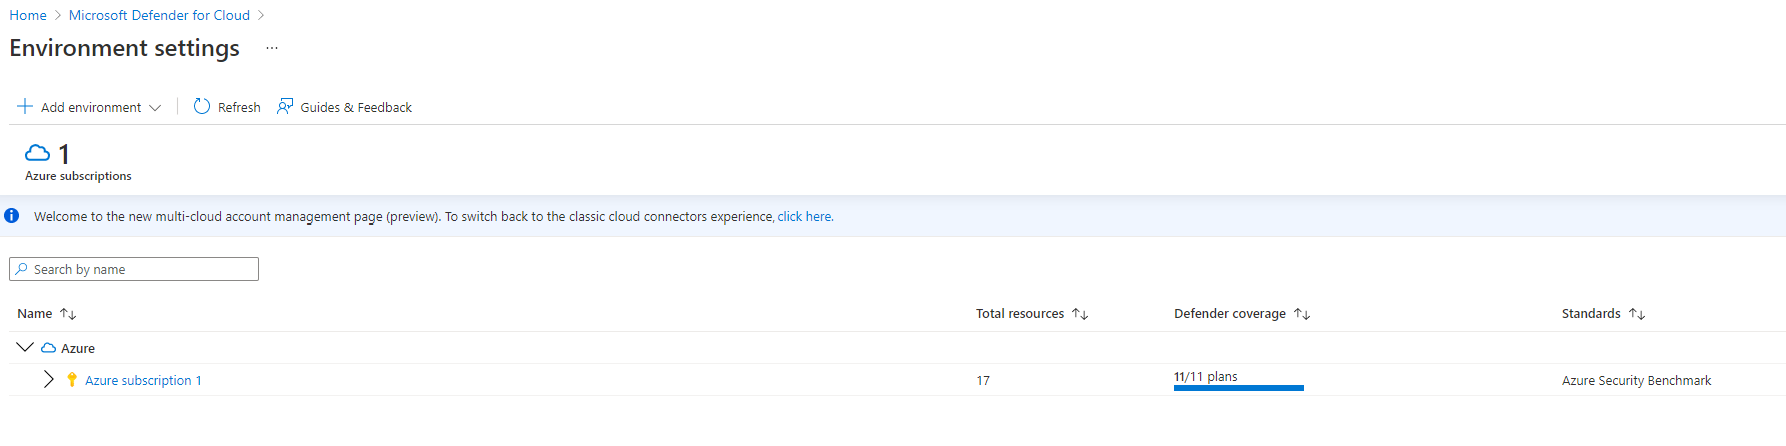 Home > Microsoft Defender for Cloud >
Environment settings ...
Add environment Refresh Guides & Feedback
1
Azure subscriptions
Welcome to the new multi-cloud account management page (preview). To switch back to the classic cloud connectors experience, click here.
Search by name
Name Total resources Defender coverage Standards
Azure
Azure subscription 1 17 11/11 plans Azure Security Benchmark